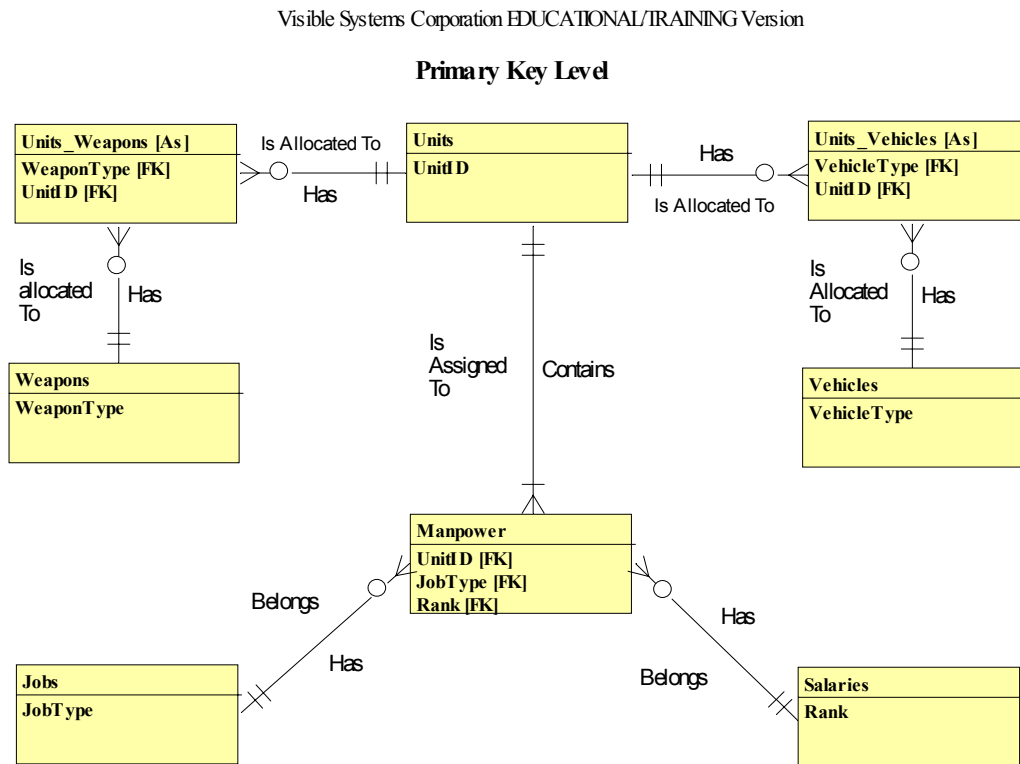 Visible Systems Corporation EDUCATIONAL/TRAINING Version
Primary Key Level
Units_Weapons [As]
WeaponType [FK]
UnitID [FK]
Is Allocated To
Has
Units
UnitID
Has
Is Allocated To
Units_Vehicles [As]
VehicleType [FK]
UnitID [FK]
Is
allocated
To
Has
Is
Assigned
To
Contains
Is
Allocated
To
Has
Weapons
WeaponType
Vehicles
VehicleType
Manpower
UnitID [FK]
JobType [FK]
Rank [FK]
Belongs
Has
Has
Belongs
Jobs
JobType
Salaries
Rank